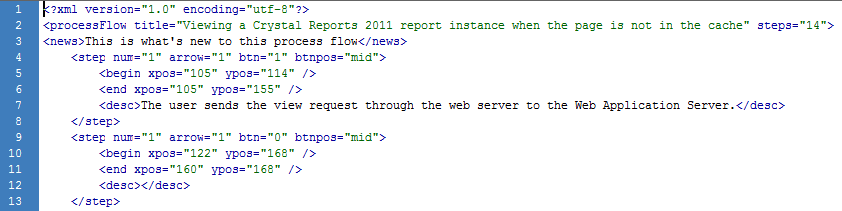 1 <?xml version="1.0" encoding="utf-8"?>
2 <processFlow title="Viewing a Crystal Reports 2011 report instance when the page is not in the cache" steps="14">
3 <news>This is what's new to this process flow</news>
4 <step num="1" arrow="1" btn="1" btnpos="mid">
5 <begin xpos="105" ypos="114" />
6 <end xpos="105" ypos="155" />
7 <desc>The user sends the view request through the web server to the Web Application Server.</desc>
8 </step>
9 <step num="1" arrow="1" btn="0" btnpos="mid">
10 <begin xpos="122" ypos="168" />
11 <end xpos="160" ypos="168" />
12 <desc></desc>
13 </step>